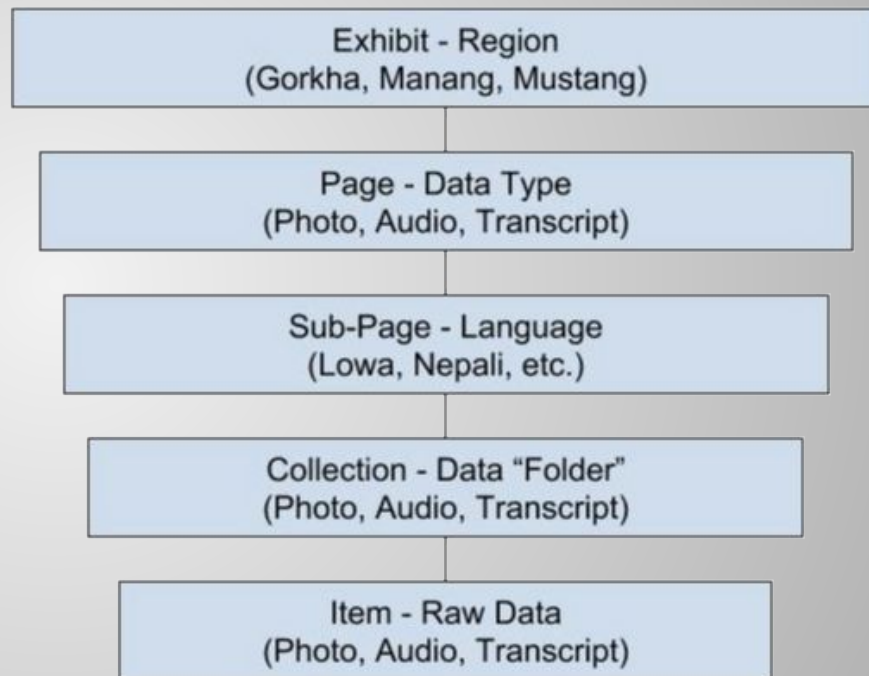 Exhibit - Region
(Gorkha, Manang, Mustang)
Page - Data Type
(Photo, Audio, Transcript)
Sub-Page - Language
(Lowa, Nepali, etc.)
Collection - Data “Folder”
(Photo, Audio, Transcript)
Item - Raw Data
(Photo, Audio, Transcript)